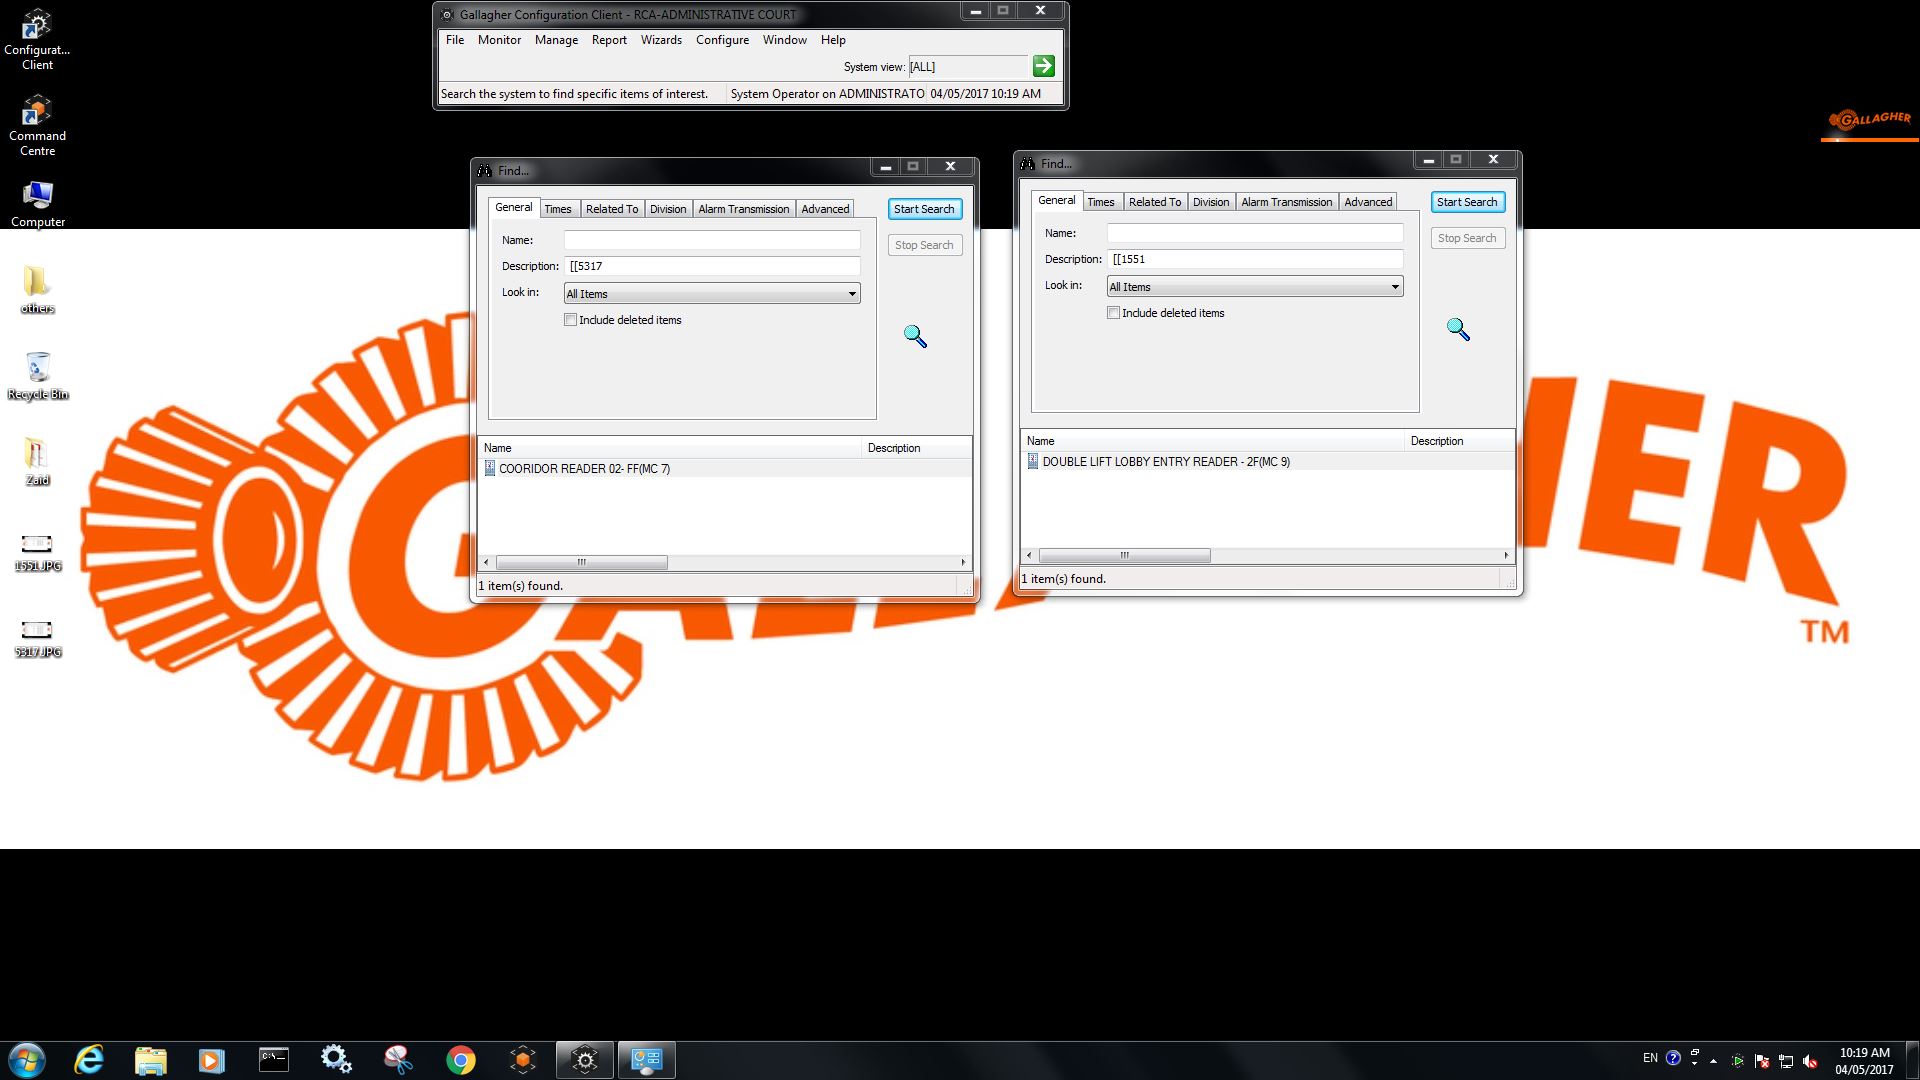 Configurat...
Client
Command
Centre
Computer
others
Recycle Bin
Zaid
1551.JPG
5317.JPG
Gallagher Configuration Client - RCA-ADMINISTRATIVE COURT
File Monitor Manage Report Wizards Configure Window Help
System view: [ALL]
Search the system to find specific items of interest. System Operator on ADMINISTRATO 04/05/2017 10:19 AM
GALLAGHER
Find...
General Times Related To Division Alarm Transmission Advanced
Start Search
Stop Search
Name:
Description: [[5317
Look in: All Items
Include deleted items
Name Description
COORIDOR READER 02- FF(MC 7)
1 item(s) found.
Find...
General Times Related To Division Alarm Transmission Advanced
Start Search
Stop Search
Name:
Description: [[1551
Look in: All Items
Include deleted items
Name Description
DOUBLE LIFT LOBBY ENTRY READER - 2F(MC 9)
1 item(s) found.
TM
C:\
EN
10:19 AM
04/05/2017